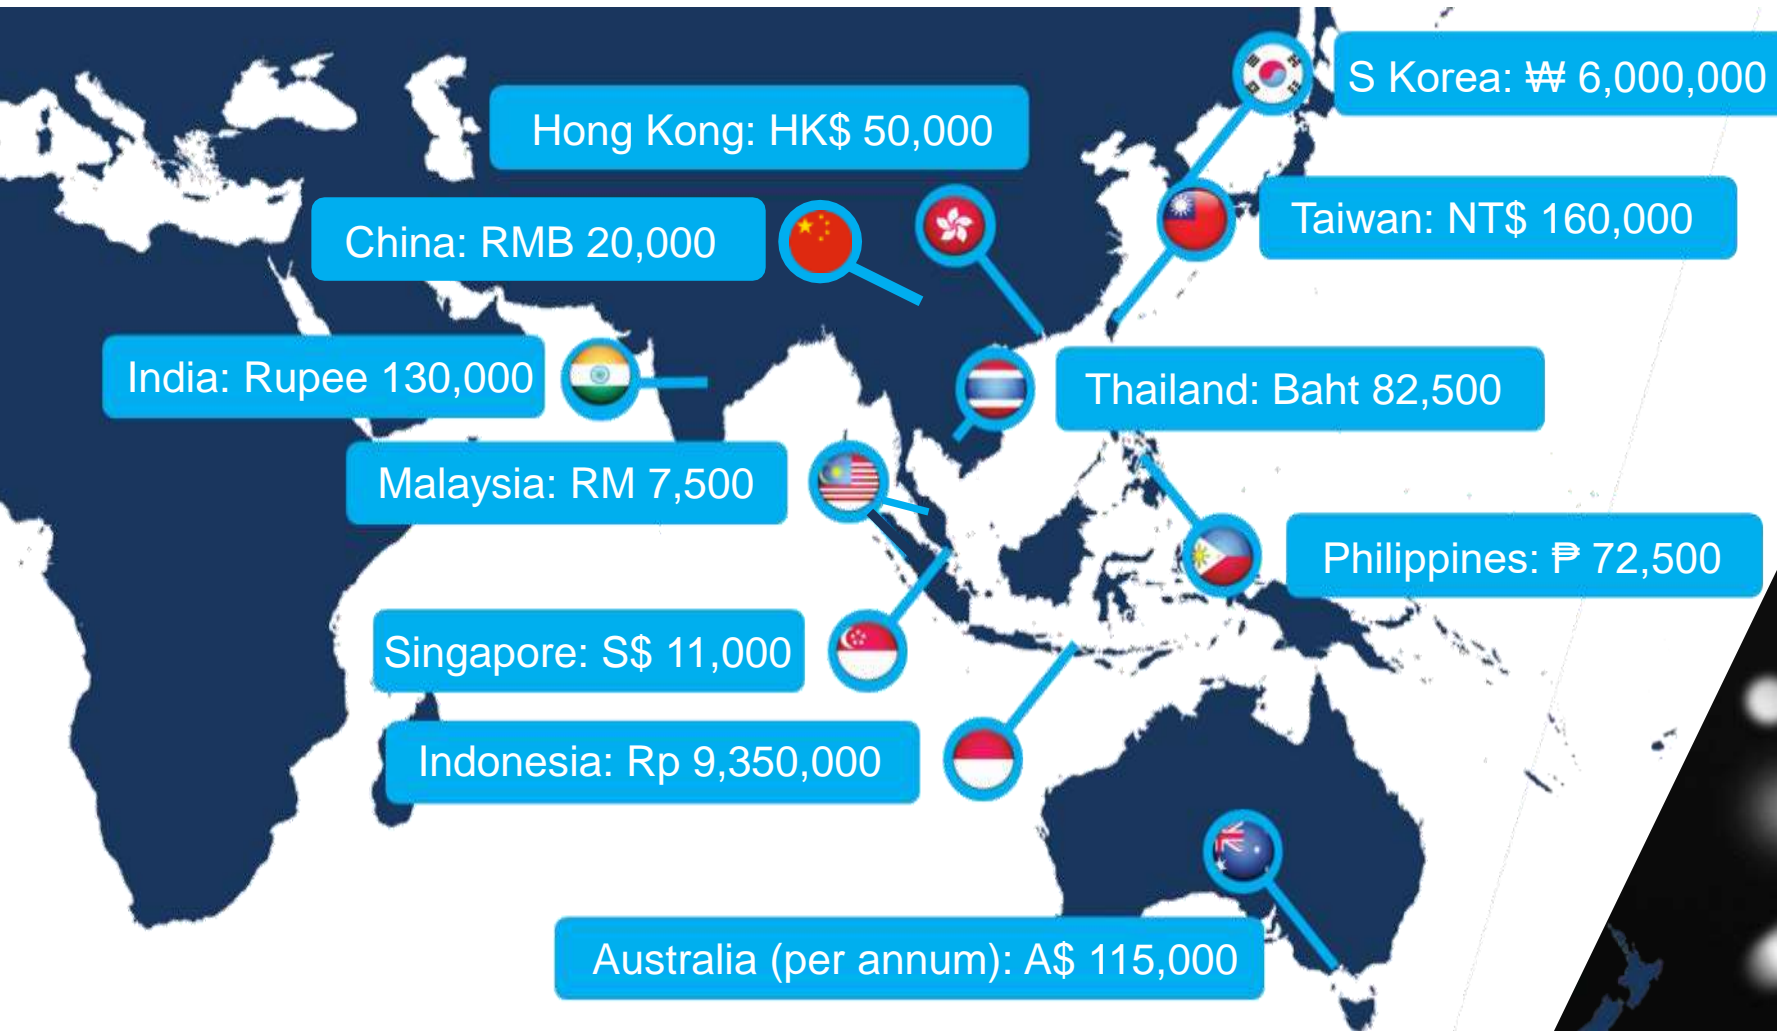 S Korea: ₩ 6,000,000
Hong Kong: HK$ 50,000
Taiwan: NT$ 160,000
China: RMB 20,000
India: Rupee 130,000
Thailand: Baht 82,500
Malaysia: RM 7,500
Philippines: ₱ 72,500
Singapore: S$ 11,000
Indonesia: Rp 9,350,000
Australia (per annum): A$ 115,000